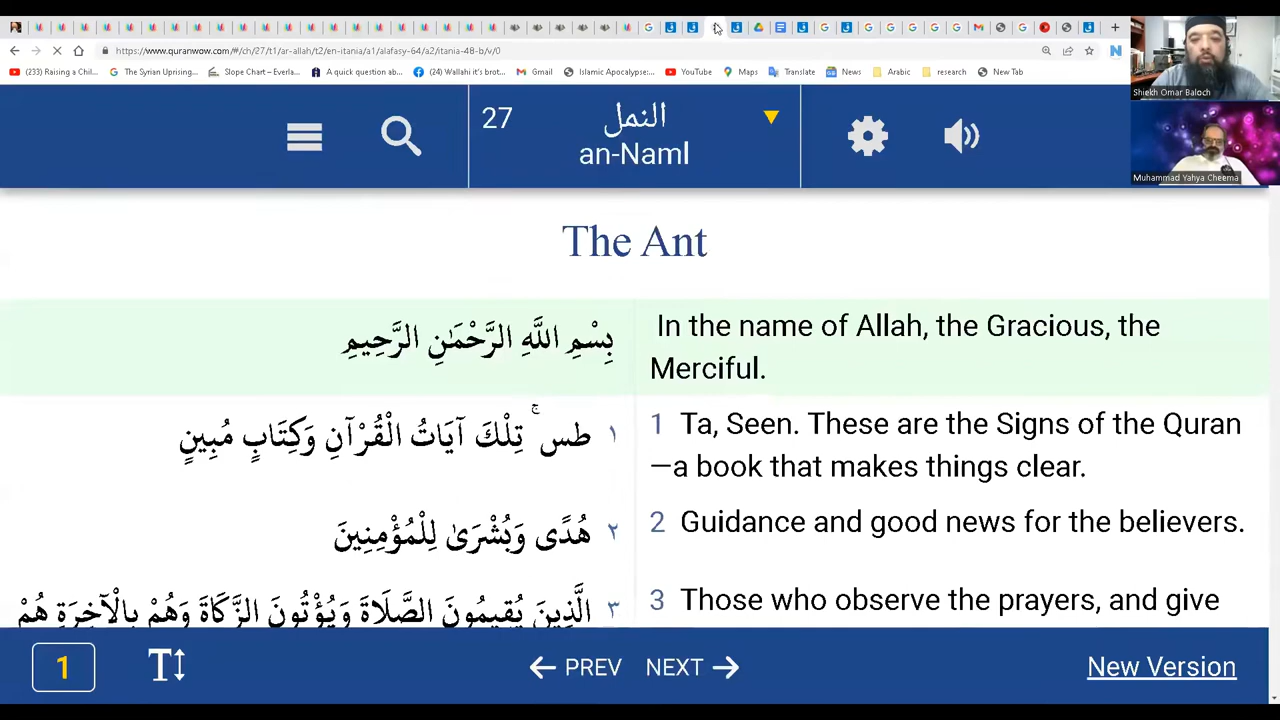 https://www.quranwow.com/#/ch/27/t1/ar-allah/t2/en-itania/a1/alafasy-64/a2/itania-48-b/v/0
(233) Raising a Chil...
The Syrian Uprising...
Slope Chart – Everla...
A quick question ab...
(24) Wallahi it's brot...
Gmail
Islamic Apocalypse:...
YouTube
Maps
Translate
News
Arabic
research
New Tab
N
Shiekh Omar Baloch
Muhammad Yahya Cheema
27
النمل
an-Naml
The Ant
بِسْمِ اللَّهِ الرَّحْمَٰنِ الرَّحِيمِ
In the name of Allah, the Gracious, the
Merciful.
١ طس ۚ تِلْكَ آيَاتُ الْقُرْآنِ وَكِتَابٍ مُبِينٍ
1 Ta, Seen. These are the Signs of the Quran
—a book that makes things clear.
٢ هُدًى وَبُشْرَىٰ لِلْمُؤْمِنِينَ
2 Guidance and good news for the believers.
٣ الَّذِينَ يُقِيمُونَ الصَّلَاةَ وَيُؤْتُونَ الزَّكَاةَ وَهُمْ بِالْآخِرَةِ هُمْ
3 Those who observe the prayers, and give
1
T
PREV
NEXT
New Version